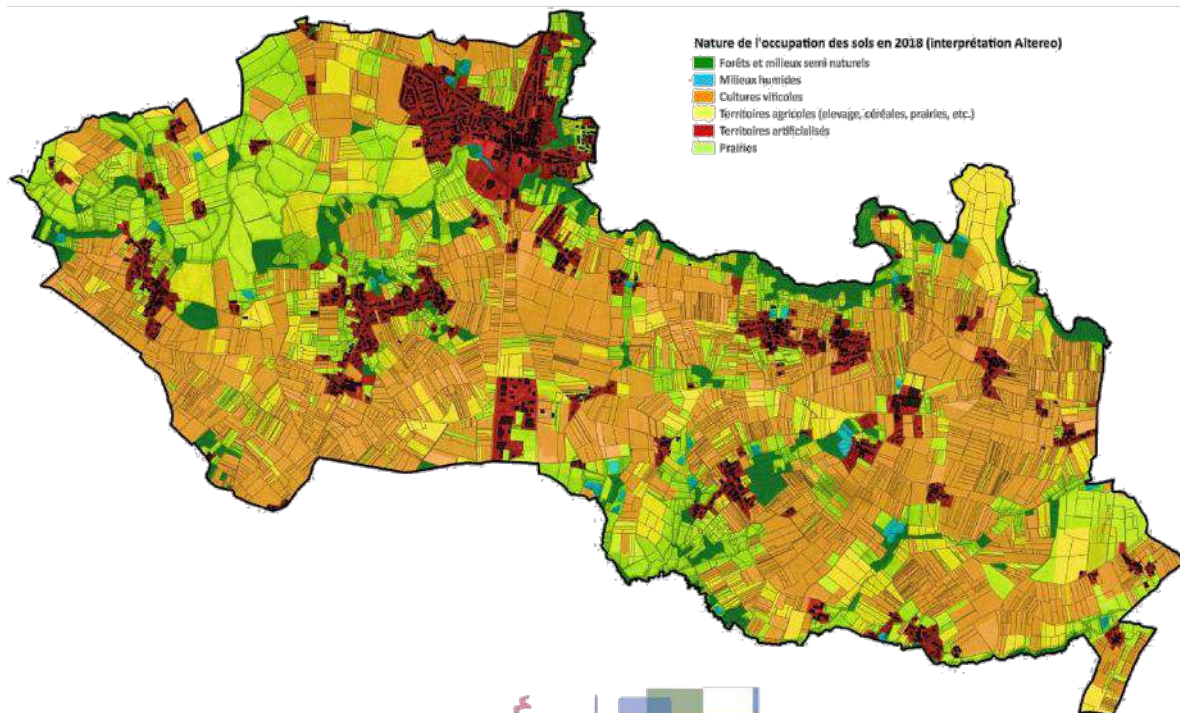 Nature de l'occupation des sols en 2018 (interprétation Altereo)
Forêts et milieux semi naturels
Milieux humides
Cultures viticoles
Territoires agricoles (elevage, céréales, prairies, etc.)
Territoires artificialisés
Prairies